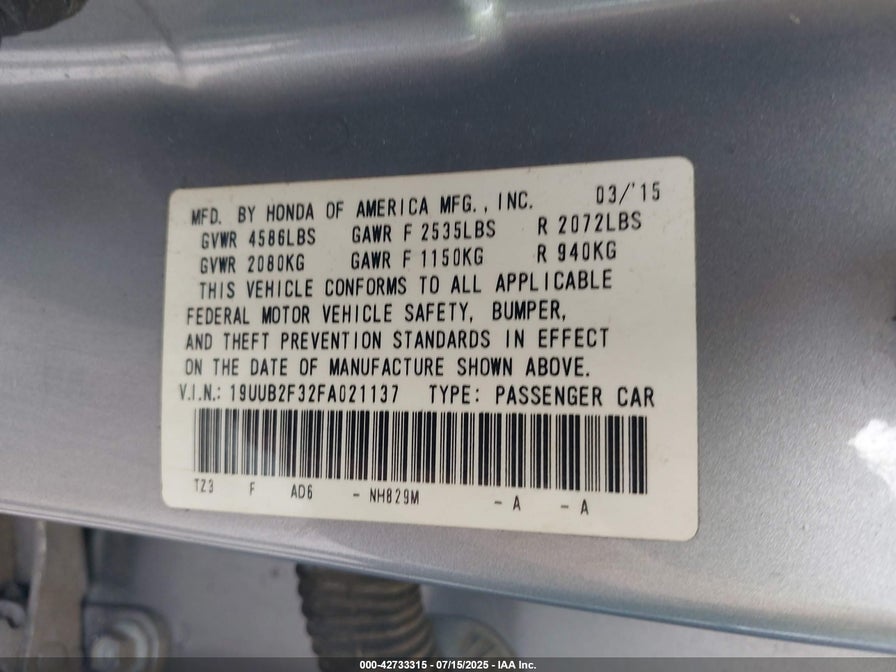 MFD. BY HONDA OF AMERICA MFG., INC. 03/'15
GVWR 4586LBS GAWR F 2535LBS R 2072LBS
GVWR 2080KG GAWR F 1150KG R 940KG
THIS VEHICLE CONFORMS TO ALL APPLICABLE
FEDERAL MOTOR VEHICLE SAFETY, BUMPER,
AND THEFT PREVENTION STANDARDS IN EFFECT
ON THE DATE OF MANUFACTURE SHOWN ABOVE.
V.I.N.: 19UUB2F32FA021137 TYPE: PASSENGER CAR
TZ3 F AD6 - NH829M - A - A
000-42733315 - 07/15/2025 - IAA Inc.